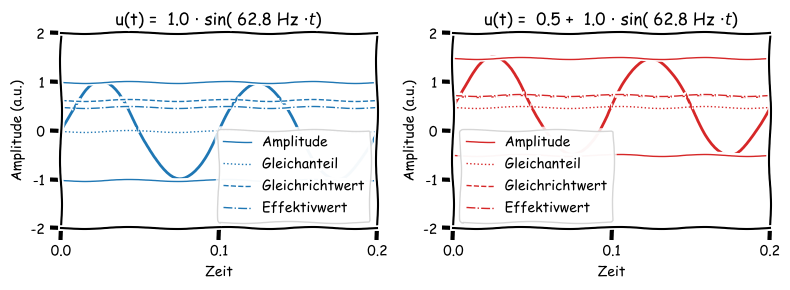 u(t) = 1.0 · sin( 62.8 Hz ·t)
2
1
0
-1
-2
Amplitude (a.u.)
Amplitude
Gleichanteil
Gleichrichtwert
Effektivwert
0.0
0.1
0.2
Zeit
u(t) = 0.5 + 1.0 · sin( 62.8 Hz ·t)
2
1
0
-1
-2
Amplitude (a.u.)
Amplitude
Gleichanteil
Gleichrichtwert
Effektivwert
0.0
0.1
0.2
Zeit